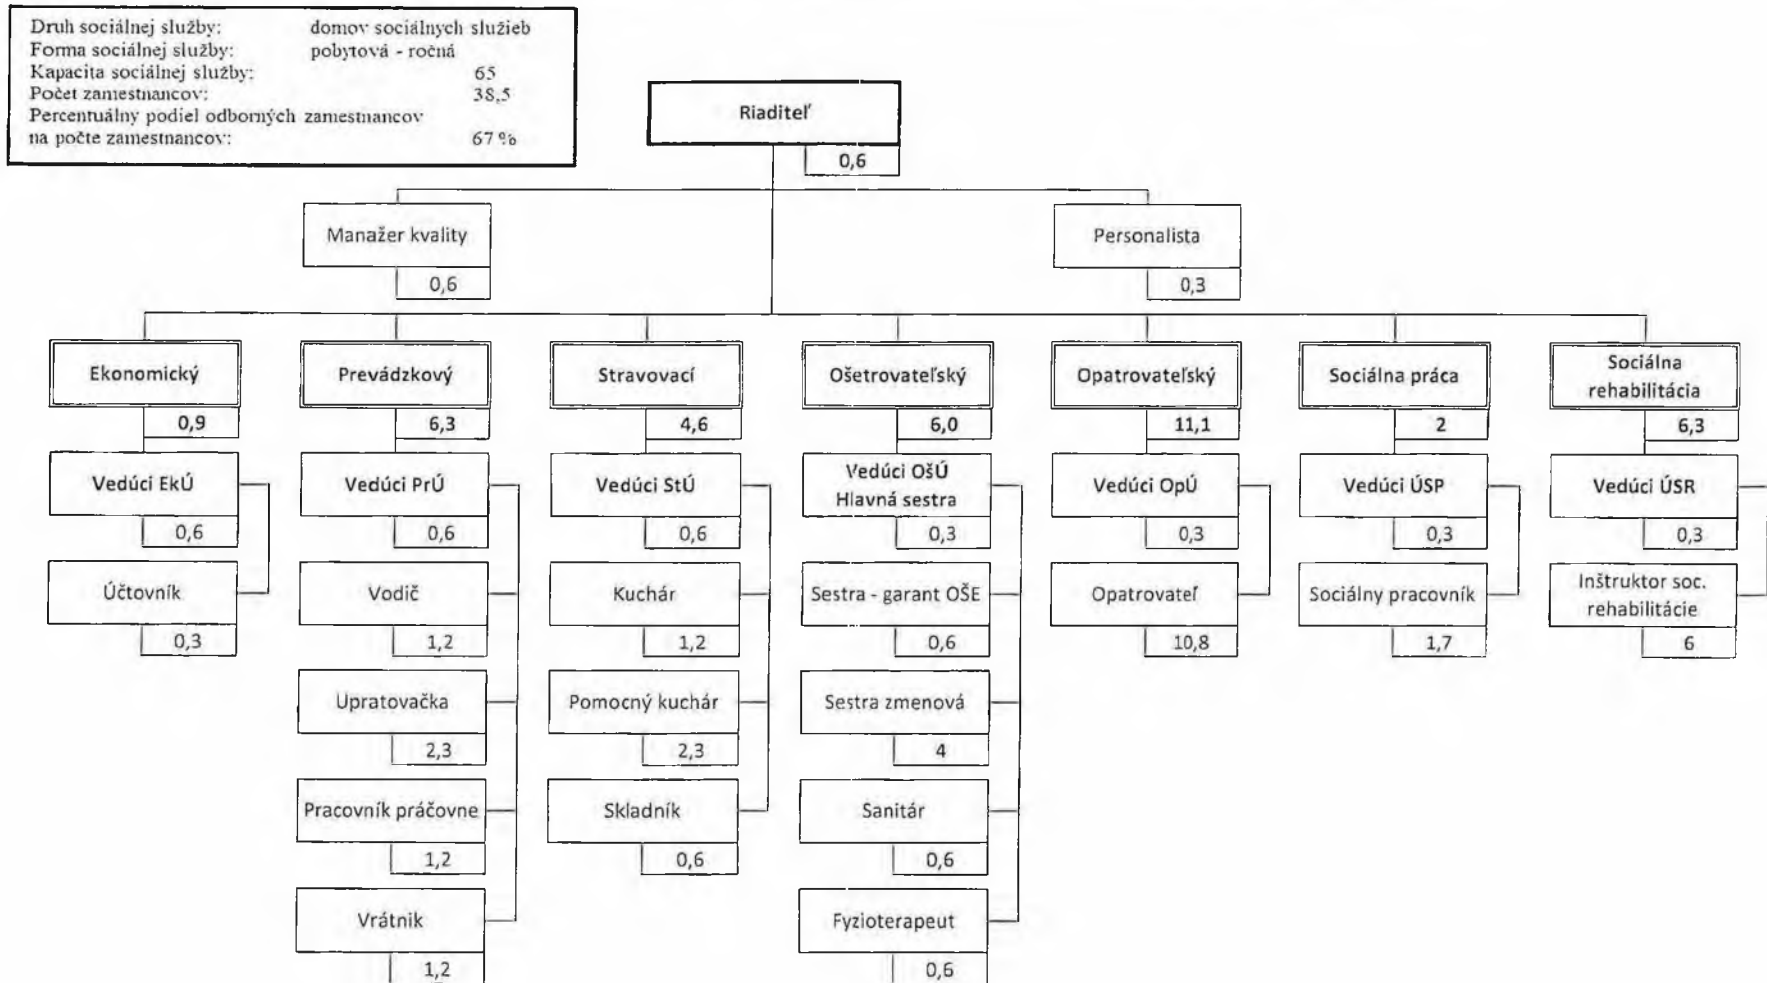 Druh sociálnej služby: domov sociálnych služieb
Forma sociálnej služby: pobytová - ročná
Kapacita sociálnej služby: 65
Počet zamestnancov: 38,5
Percentuálny podiel odborných zamestnancov
na počte zamestnancov: 67 %
Riaditeľ
0,6
Manažer kvality
0,6
Personalista
0,3
Ekonomický
0,9
Prevádzkový
6,3
Stravovací
4,6
Ošetrovateľský
6,0
Opatrovateľský
11,1
Sociálna práca
2
Sociálna
rehabilitácia
6,3
Vedúci EkÚ
0,6
Vedúci PrÚ
0,6
Vedúci StÚ
0,6
Vedúci OšÚ
Hlavná sestra
0,3
Vedúci OpÚ
0,3
Vedúci ÚSP
0,3
Vedúci ÚSR
0,3
Účtovník
0,3
Vodič
1,2
Kuchár
1,2
Sestra - garant OŠE
0,6
Opatrovateľ
10,8
Sociálny pracovník
1,7
Inštruktor soc.
rehabilitácie
6
Upratovačka
2,3
Pomocný kuchár
2,3
Sestra zmenová
4
Pracovník práčovne
1,2
Skladník
0,6
Sanitár
0,6
Vrátnik
1,2
Fyzioterapeut
0,6